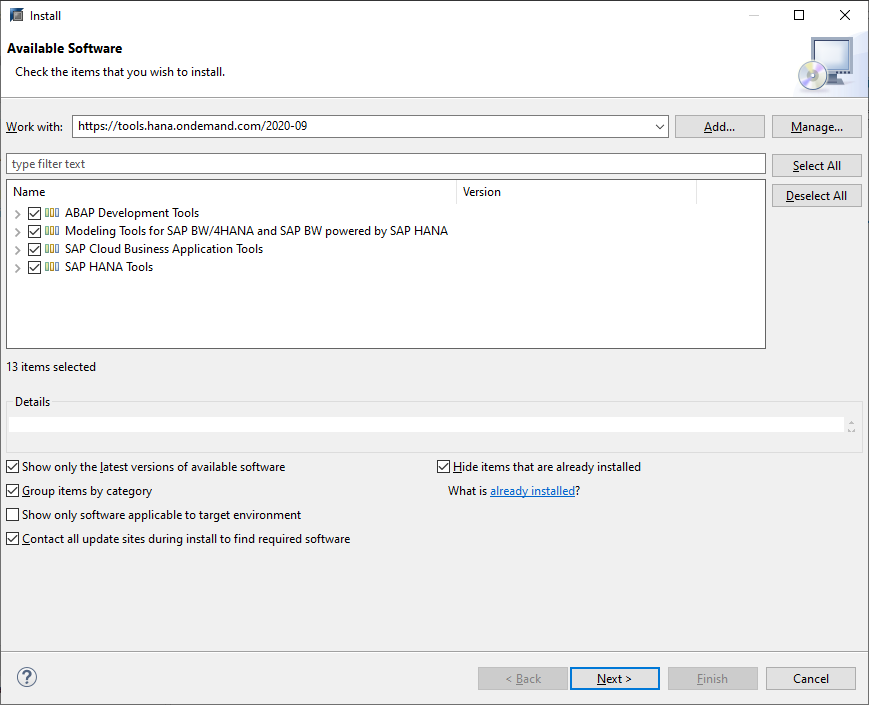 Install
Available Software
Check the items that you wish to install.
Work with: https://tools.hana.ondemand.com/2020-09 Add... Manage...
type filter text Select All
Deselect All
Name Version
ABAP Development Tools
Modeling Tools for SAP BW/4HANA and SAP BW powered by SAP HANA
SAP Cloud Business Application Tools
SAP HANA Tools
13 items selected
Details
Show only the latest versions of available software Hide items that are already installed
Group items by category What is already installed?
Show only software applicable to target environment
Contact all update sites during install to find required software
? < Back Next > Finish Cancel